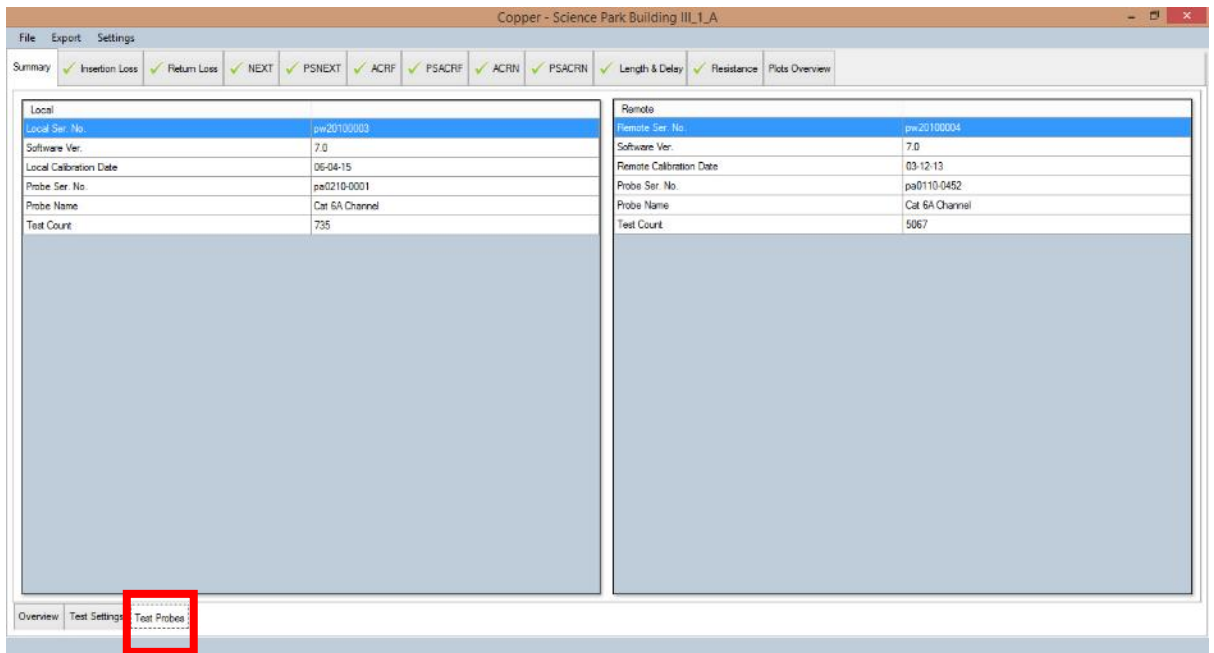 Copper - Science Park Building III_1_A
File Export Settings
Summary Insertion Loss Return Loss NEXT PSNEXT ACRF PSACRF ACRN PSACRN Length & Delay Resistance Plots Overview
Local
Local Ser. No. pw20100003
Software Ver. 7.0
Local Calibration Date 06-04-15
Probe Ser. No. pa0210-0001
Probe Name Cat 6A Channel
Test Count 735
Remote
Remote Ser. No. pw20100004
Software Ver. 7.0
Remote Calibration Date 03-12-13
Probe Ser. No. pa0110-0452
Probe Name Cat 6A Channel
Test Count 5067
Overview Test Settings Test Probes